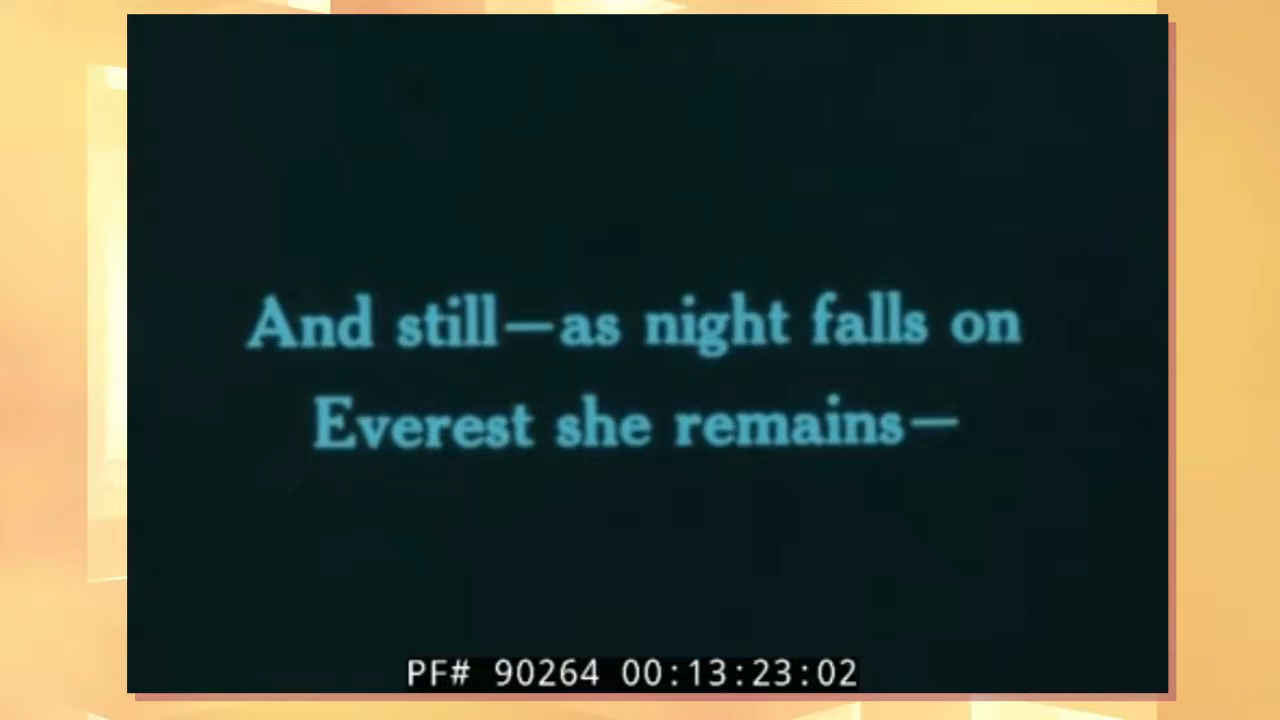 And still—as night falls on
Everest she remains—
PF# 90264 00:13:23:02